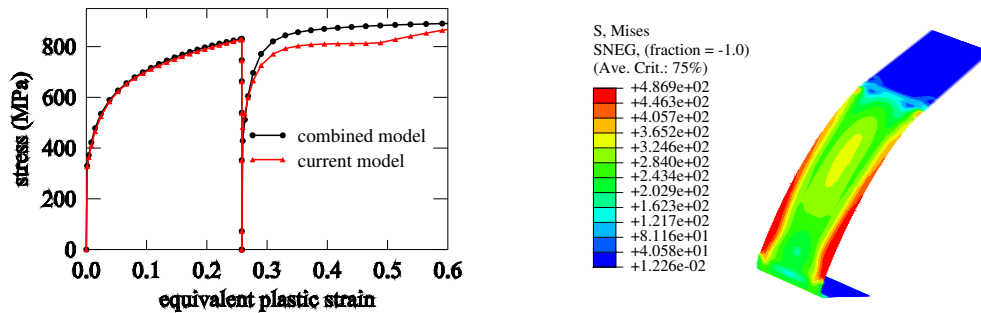 800
600
400
200
0
stress (MPa)
combined model
current model
0.0 0.1 0.2 0.3 0.4 0.5 0.6
equivalent plastic strain
S, Mises
SNEG, (fraction = -1.0)
(Ave. Crit.: 75%)
+4.869e+02
+4.463e+02
+4.057e+02
+3.652e+02
+3.246e+02
+2.840e+02
+2.434e+02
+2.029e+02
+1.623e+02
+1.217e+02
+8.116e+01
+4.058e+01
+1.226e-02